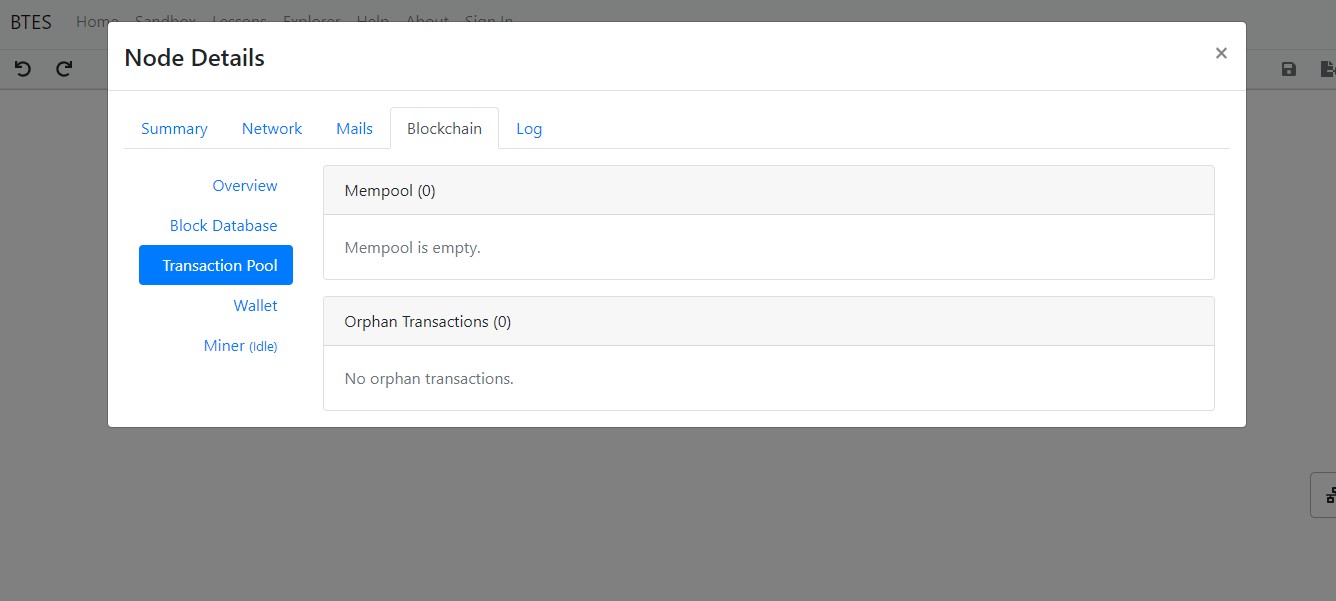 BTES Home Sandbox Lessons Explorer Help About Sign In
Node Details ×
Summary Network Mails Blockchain Log
Overview
Block Database
Transaction Pool
Wallet
Miner (Idle)
Mempool (0)
Mempool is empty.
Orphan Transactions (0)
No orphan transactions.